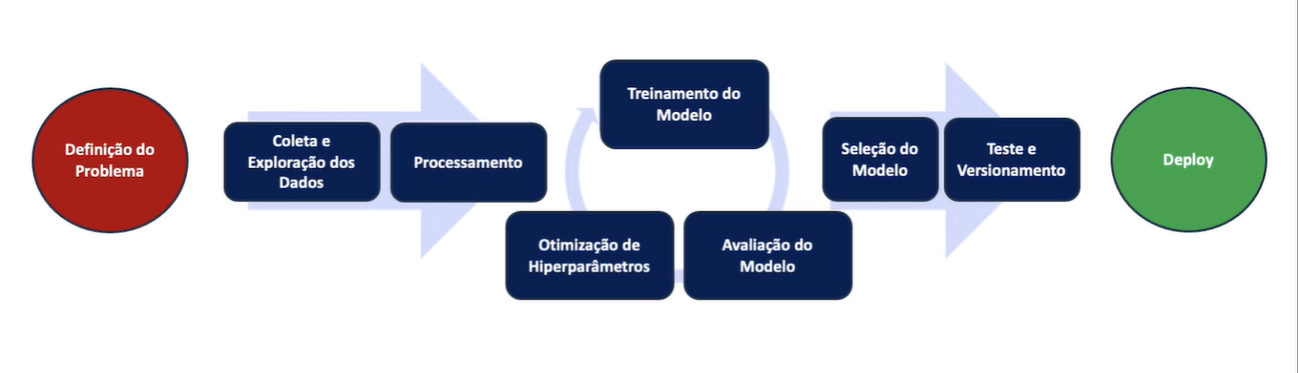 Definição do
Problema
Coleta e
Exploração dos
Dados
Processamento
Treinamento do
Modelo
Otimização de
Hiperparâmetros
Avaliação do
Modelo
Seleção do
Modelo
Teste e
Versionamento
Deploy